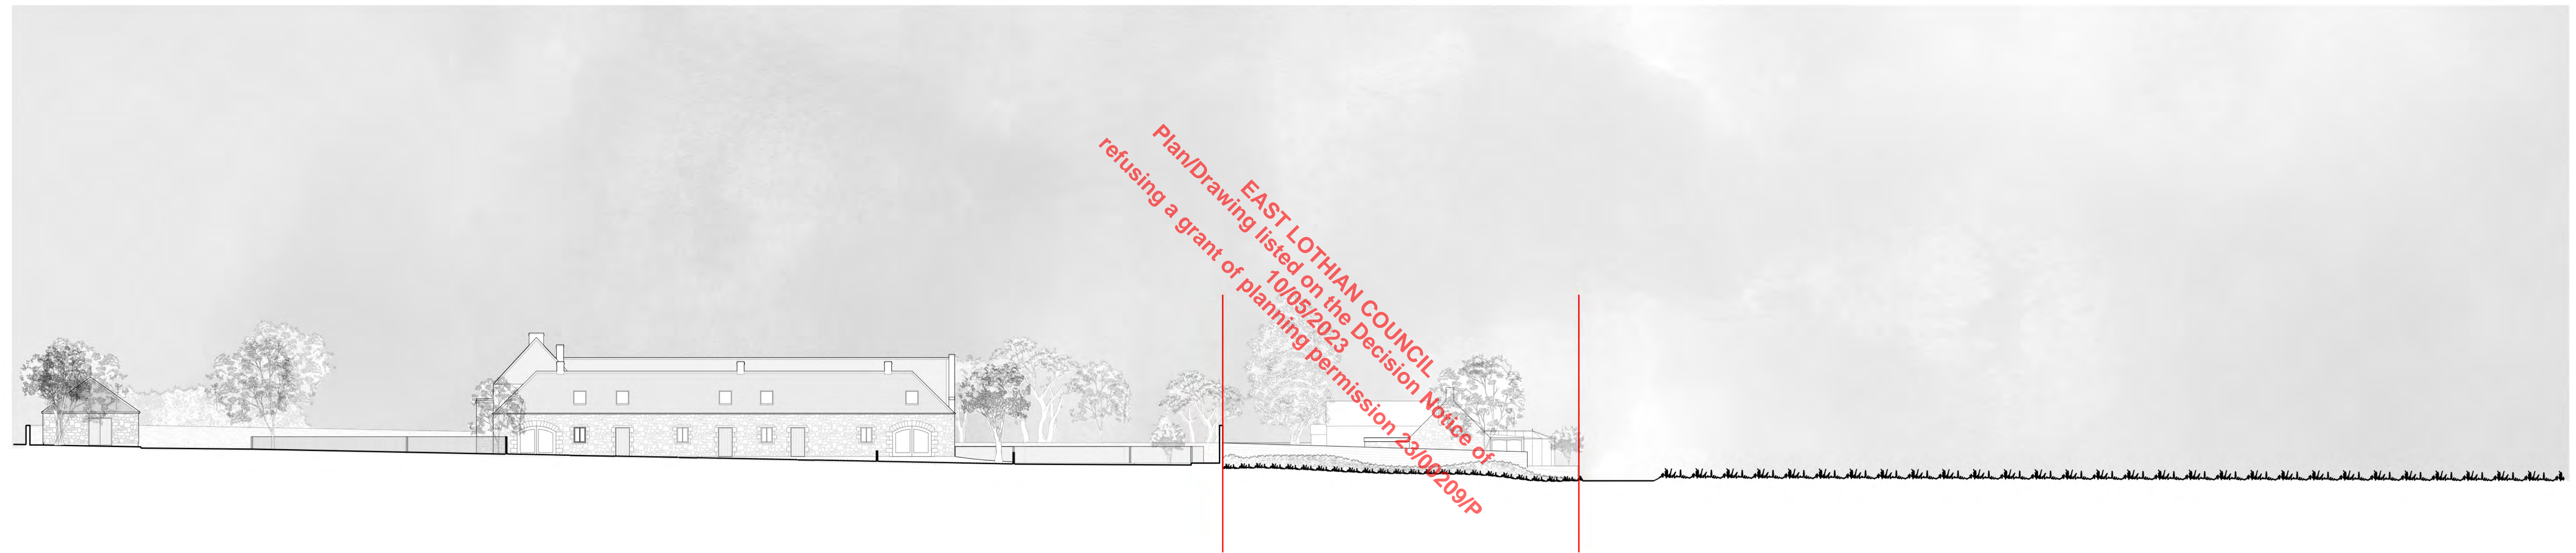 EAST LOTHIAN COUNCIL
Plan/Drawing listed on the Decision Notice of
10/05/2023
refusing a grant of planning permission 23/00209/P